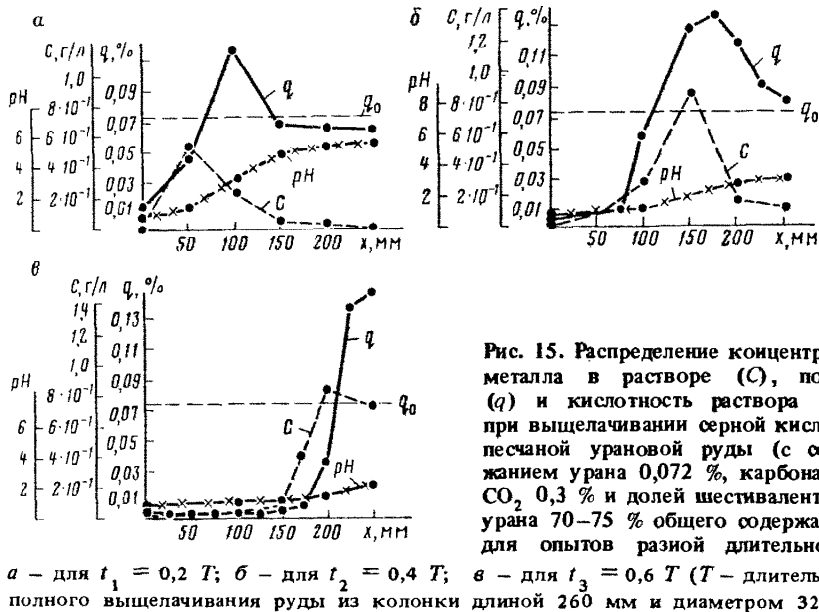 а
С, г/л q, %
pH
1,0
0,09
6 8·10⁻¹ 0,07
6·10⁻¹ 0,05
4 4·10⁻¹ 0,03
2 2·10⁻¹ 0,01
q
q₀
pH
C
50 100 150 200 x, мм
б
С, г/л q, %
1,2 0,13
1,0 0,11
pH 0,09
8 8·10⁻¹ 0,07
6 6·10⁻¹ 0,05
4 4·10⁻¹ 0,03
2 2·10⁻¹ 0,01
q
q₀
C
pH
50 100 150 200 x, мм
в
С, г/л q, %
1,4 0,13
1,2 0,11
1,0 0,09
pH
8 8·10⁻¹ 0,07
6 6·10⁻¹ 0,05
4 4·10⁻¹ 0,03
2 2·10⁻¹ 0,01
q
q₀
C
pH
50 100 150 200 x, мм
Рис. 15. Распределение концентр
металла в растворе (C), по
(q) и кислотность раствора
при выщелачивании серной кисл
песчаной урановой руды (с с
жанием урана 0,072 %, карбона
CO₂ 0,3 % и долей шестивалент
урана 70–75 % общего содержа
для опытов разной длительно
а – для t₁ = 0,2 T; б – для t₂ = 0,4 T; в – для t₃ = 0,6 T (T – длитель
полного выщелачивания руды из колонки длиной 260 мм и диаметром 32